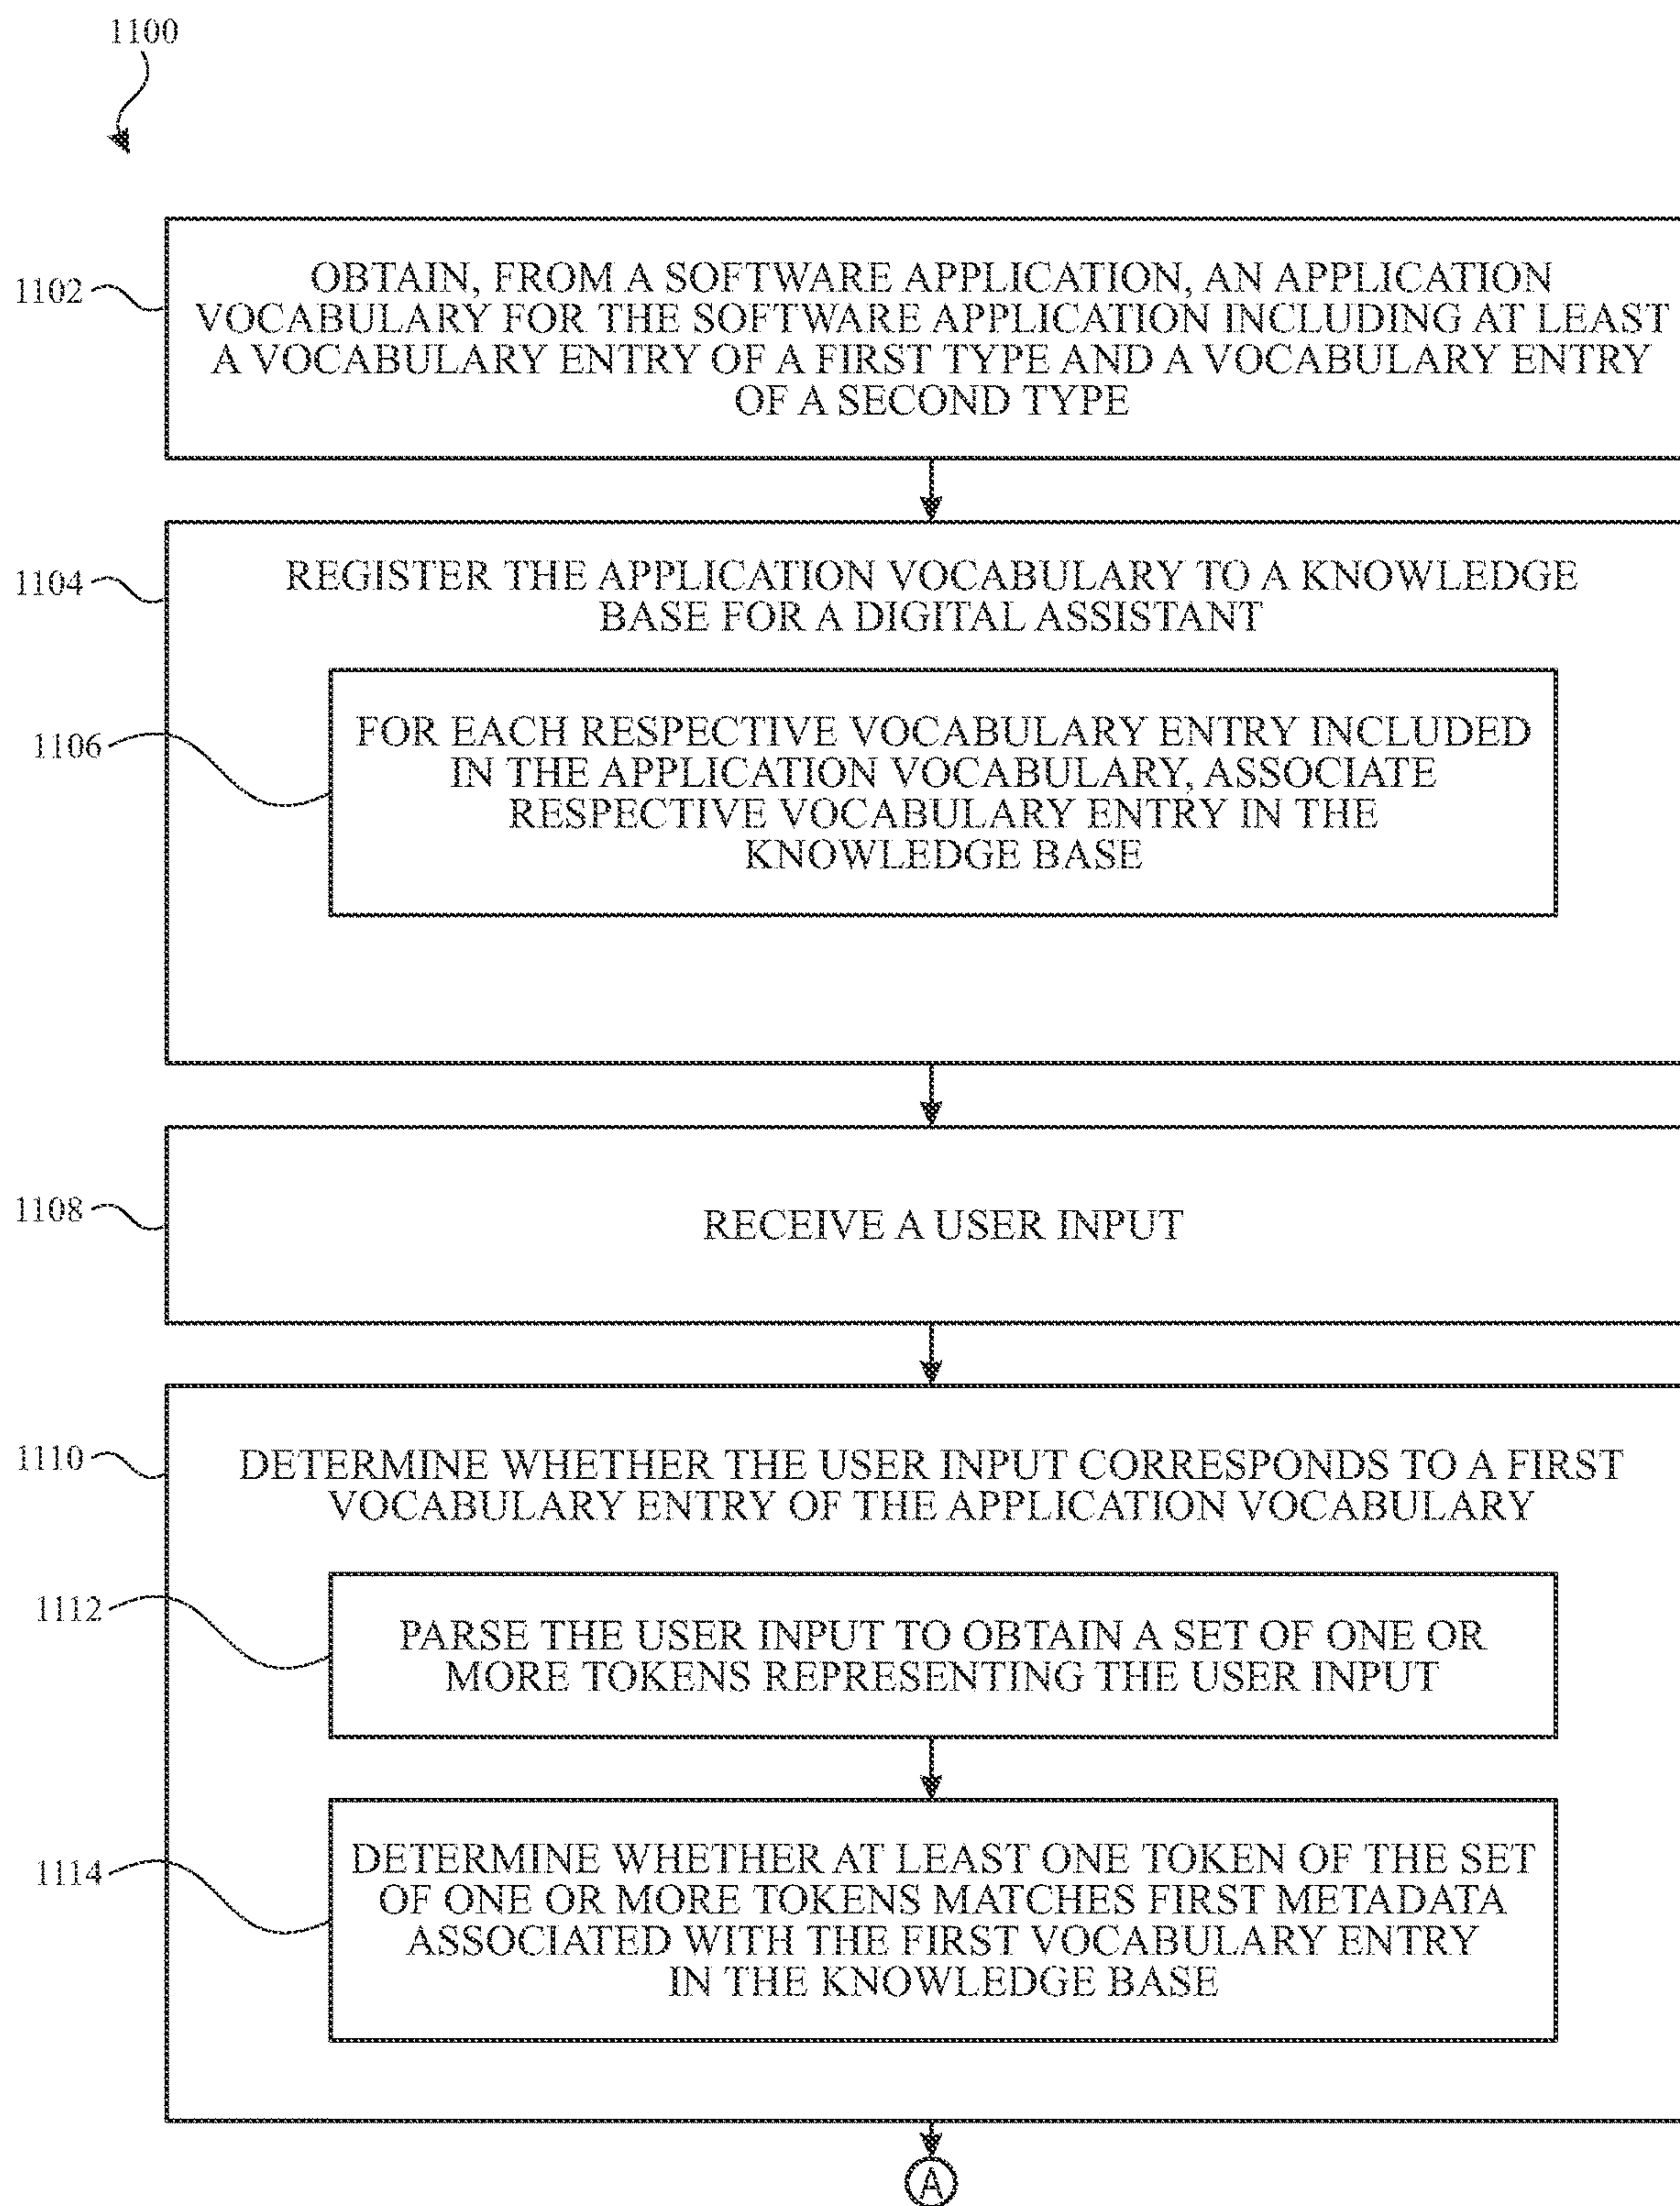 1100
1102
OBTAIN, FROM A SOFTWARE APPLICATION, AN APPLICATION
VOCABULARY FOR THE SOFTWARE APPLICATION INCLUDING AT LEAST
A VOCABULARY ENTRY OF A FIRST TYPE AND A VOCABULARY ENTRY
OF A SECOND TYPE
1104
REGISTER THE APPLICATION VOCABULARY TO A KNOWLEDGE
BASE FOR A DIGITAL ASSISTANT
1106
FOR EACH RESPECTIVE VOCABULARY ENTRY INCLUDED
IN THE APPLICATION VOCABULARY, ASSOCIATE
RESPECTIVE VOCABULARY ENTRY IN THE
KNOWLEDGE BASE
1108
RECEIVE A USER INPUT
1110
DETERMINE WHETHER THE USER INPUT CORRESPONDS TO A FIRST
VOCABULARY ENTRY OF THE APPLICATION VOCABULARY
1112
PARSE THE USER INPUT TO OBTAIN A SET OF ONE OR
MORE TOKENS REPRESENTING THE USER INPUT
1114
DETERMINE WHETHER AT LEAST ONE TOKEN OF THE SET
OF ONE OR MORE TOKENS MATCHES FIRST METADATA
ASSOCIATED WITH THE FIRST VOCABULARY ENTRY
IN THE KNOWLEDGE BASE
A